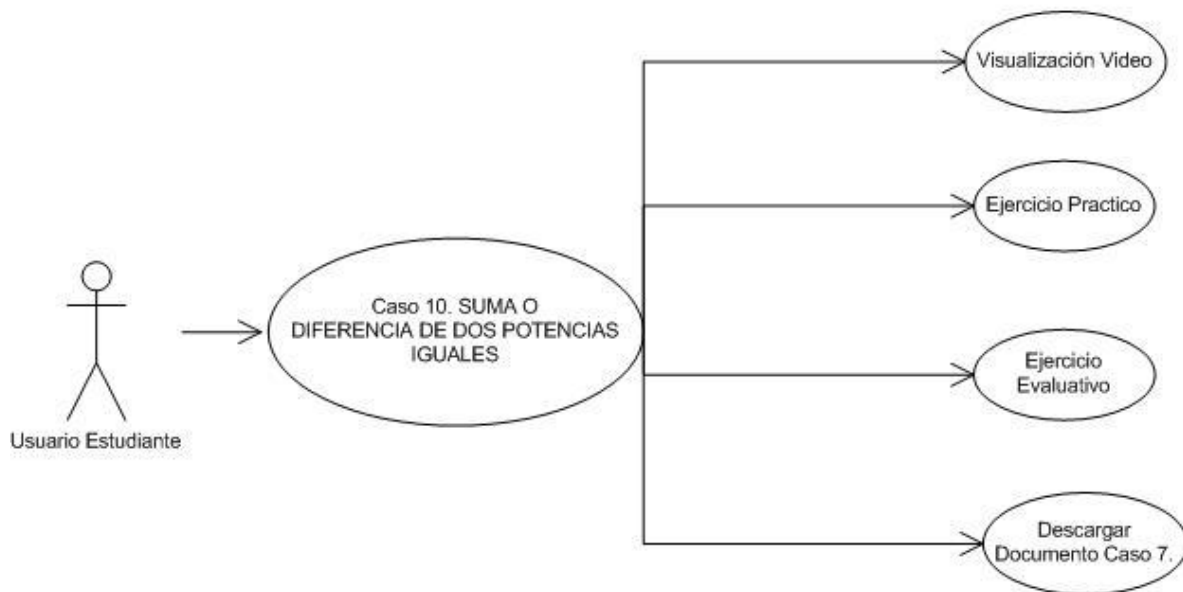 Visualización Video
Ejercicio Practico
Caso 10. SUMA O
DIFERENCIA DE DOS POTENCIAS
IGUALES
Usuario Estudiante
Ejercicio
Evaluativo
Descargar
Documento Caso 7.